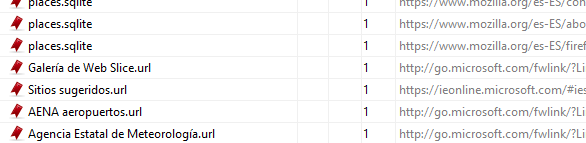 places.sqlite 1 https://www.mozilla.org/es-ES/con
places.sqlite 1 https://www.mozilla.org/es-ES/abo
places.sqlite 1 https://www.mozilla.org/es-ES/firef
Galería de Web Slice.url 1 http://go.microsoft.com/fwlink/?Li
Sitios sugeridos.url 1 https://ieonline.microsoft.com/#ies
AENA aeropuertos.url 1 http://go.microsoft.com/fwlink/?Li
Agencia Estatal de Meteorología.url 1 http://go.microsoft.com/fwlink/?Li